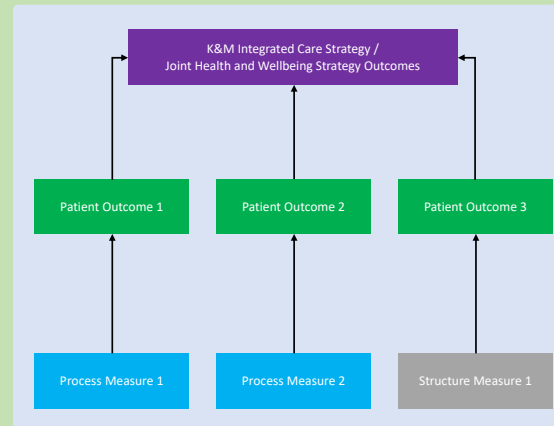 K&M Integrated Care Strategy /
Joint Health and Wellbeing Strategy Outcomes
Patient Outcome 1
Patient Outcome 2
Patient Outcome 3
Process Measure 1
Process Measure 2
Structure Measure 1